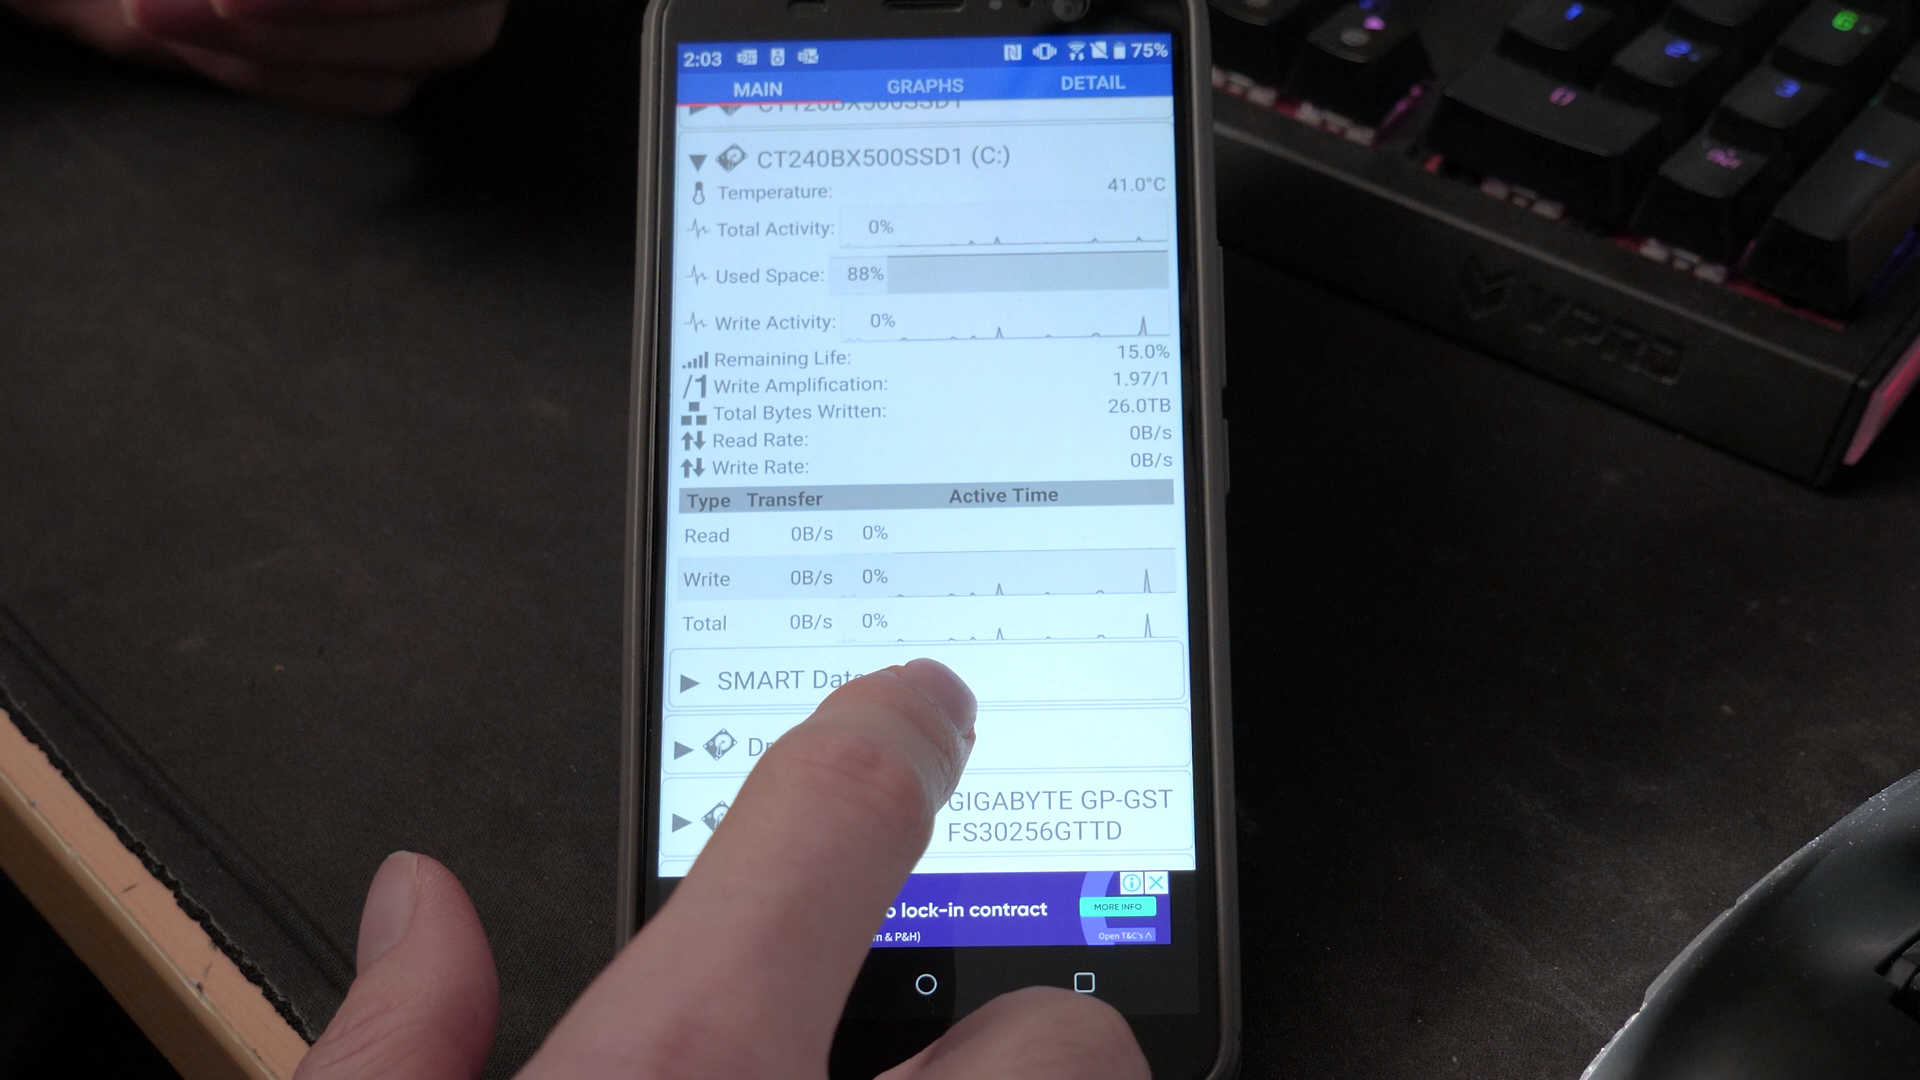 2:03 75%
MAIN GRAPHS DETAIL
CT120BX500SSD1
CT240BX500SSD1 (C:)
Temperature: 41.0°C
Total Activity: 0%
Used Space: 88%
Write Activity: 0%
Remaining Life: 15.0%
/1 Write Amplification: 1.97/1
Total Bytes Written: 26.0TB
Read Rate: 0B/s
Write Rate: 0B/s
Type Transfer Active Time
Read 0B/s 0%
Write 0B/s 0%
Total 0B/s 0%
SMART Data
GIGABYTE GP-GST
FS30256GTTD
lock-in contract
MORE INFO
& P&H)
Open T&C's
VPRO